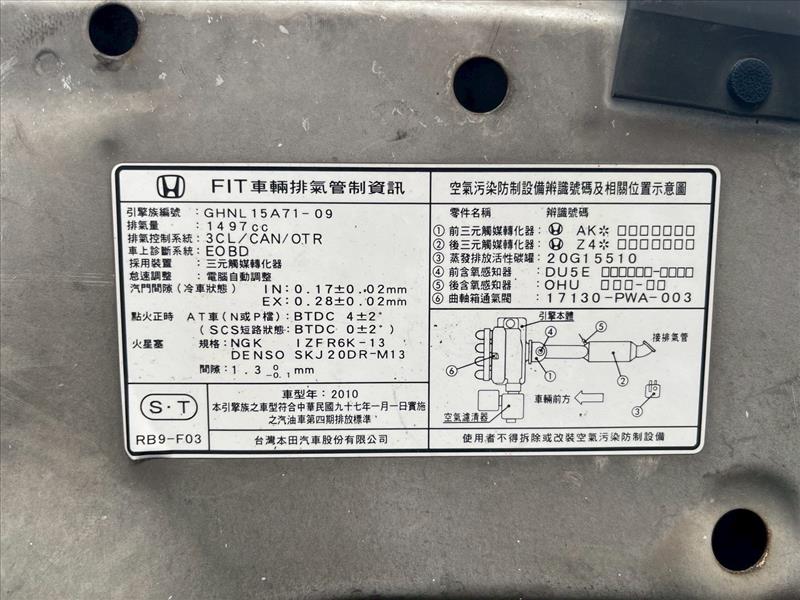 FIT車輛排氣管制資訊
引擎族編號：GHNL15A71-09
排氣量：1497cc
排氣控制系統：3CL/CAN/OTR
車上診斷系統：EOBD
採用裝置：三元觸媒轉化器
怠速調整：電腦自動調整
汽門間隙（冷車狀態） IN：0.17±0.02mm
EX：0.28±0.02mm
點火正時 AT車（N或P檔）：BTDC 4±2°
（SCS短路狀態）：BTDC 0±2°）
火星塞 規格：NGK IZFR6K-13
DENSO SKJ20DR-M13
間隙：1.3 0 -0.1 mm
S・T
RB9-F03
車型年：2010
本引擎族之車型符合中華民國九十七年一月一日實施
之汽油車第四期排放標準
台灣本田汽車股份有限公司
空氣污染防制設備辨識號碼及相關位置示意圖
零件名稱 辨識號碼
① 前三元觸媒轉化器： AK※ □□□□□□□
② 後三元觸媒轉化器： Z4※ □□□□□□□
③ 蒸發排放活性碳罐：20G15510
④ 前含氧感知器：DU5E □□□□□□-□□□□
⑤ 後含氧感知器：OHU □□□-□□
⑥ 曲軸箱通氣閥：17130-PWA-003
引擎本體
接排氣管
⑤
④
⑥
①
②
③
車輛前方
空氣濾清器
使用者不得拆除或改裝空氣污染防制設備